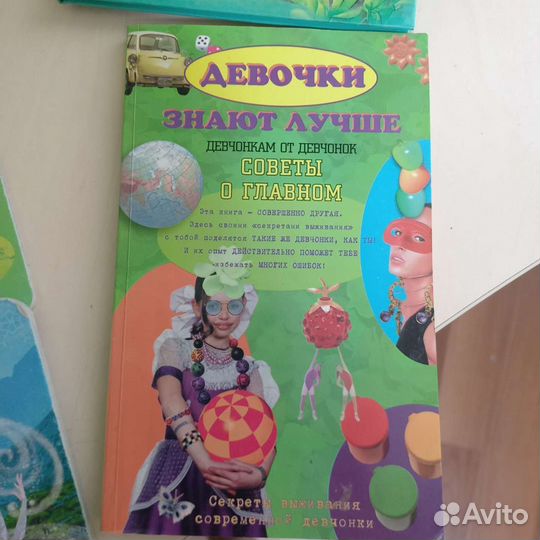 ДЕВОЧКИ
ЗНАЮТ ЛУЧШЕ
ДЕВЧОНКАМ ОТ ДЕВЧОНОК
СОВЕТЫ
О ГЛАВНОМ
Эта книга – СОВЕРШЕННО ДРУГАЯ.
Здесь своими «секретами выживания»
с тобой поделятся ТАКИЕ ЖЕ ДЕВЧОНКИ, КАК ТЫ!
И их опыт ДЕЙСТВИТЕЛЬНО ПОМОЖЕТ ТЕБЕ
избежать МНОГИХ ОШИБОК!
Секреты выживания
современной девчонки
Avito